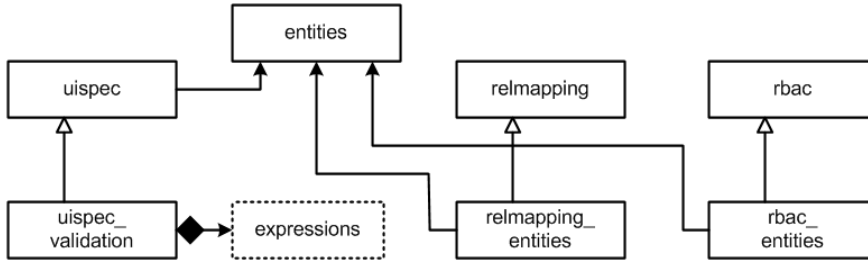 entities
uispec
relmapping
rbac
uispec_
validation
expressions
relmapping_
entities
rbac_
entities